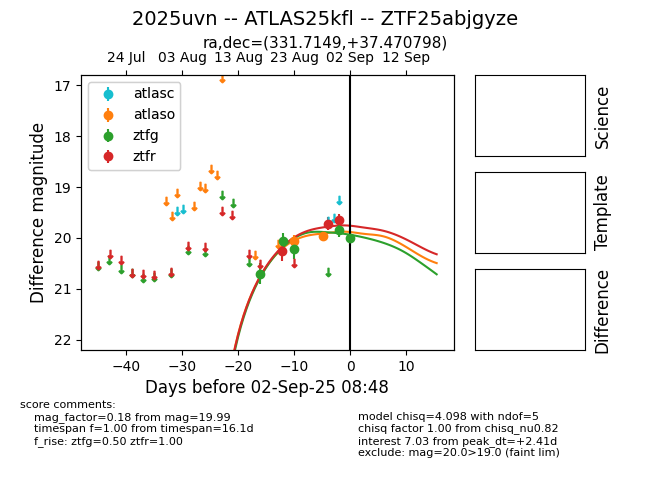 2025uvn -- ATLAS25kfl -- ZTF25abjgyze
ra,dec=(331.7149,+37.470798)
24 Jul 03 Aug 13 Aug 23 Aug 02 Sep 12 Sep
17
18
19
20
21
22
Difference magnitude
atlasc
atlaso
ztfg
ztfr
−40 −30 −20 −10 0 10
Days before 02-Sep-25 08:48
Science
Template
Difference
score comments:
mag_factor=0.18 from mag=19.99
timespan f=1.00 from timespan=16.1d
f_rise: ztfg=0.50 ztfr=1.00
model chisq=4.098 with ndof=5
chisq factor 1.00 from chisq_nu0.82
interest 7.03 from peak_dt=+2.41d
exclude: mag=20.0>19.0 (faint lim)